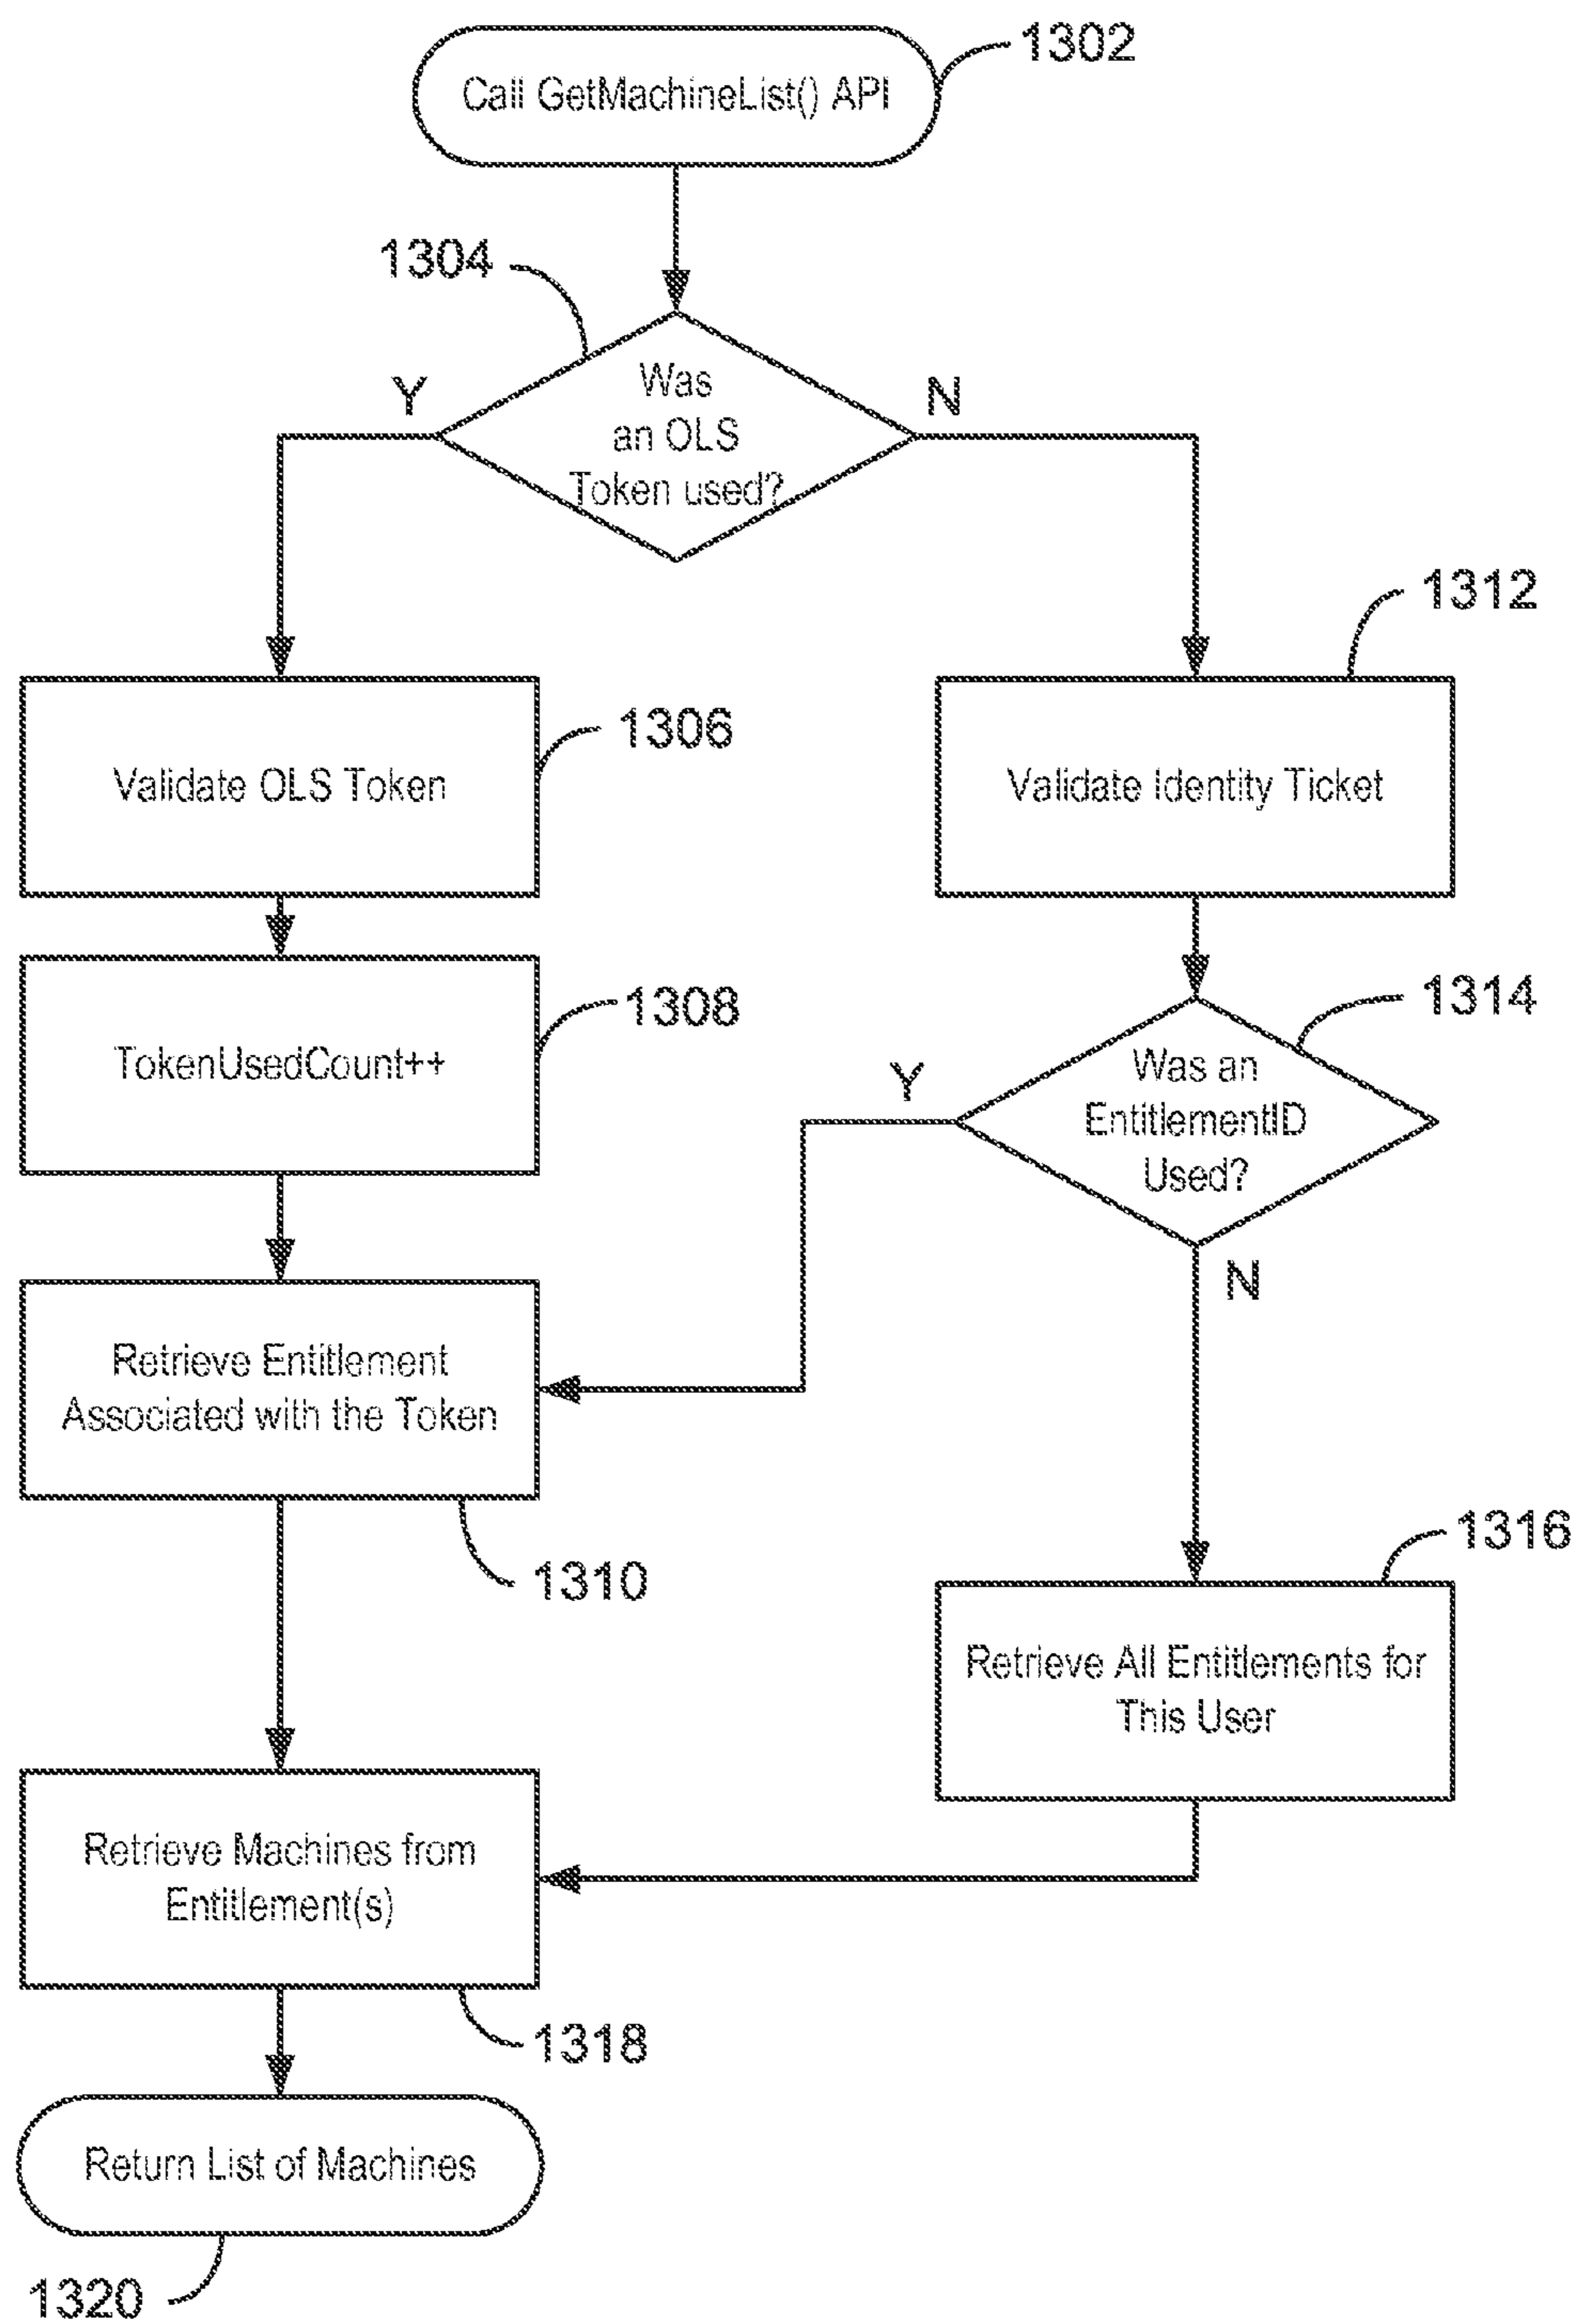 1302
Call GetMachineList() API
1304
Y
N
Was
an OLS
Token used?
1312
1306
Validate OLS Token
Validate Identity Ticket
1308
1314
TokenUsedCount++
Y
Was an
EntitlementID
Used?
N
Retrieve Entitlement
Associated with the Token
1310
1316
Retrieve All Entitlements for
This User
Retrieve Machines from
Entitlement(s)
1318
Return List of Machines
1320